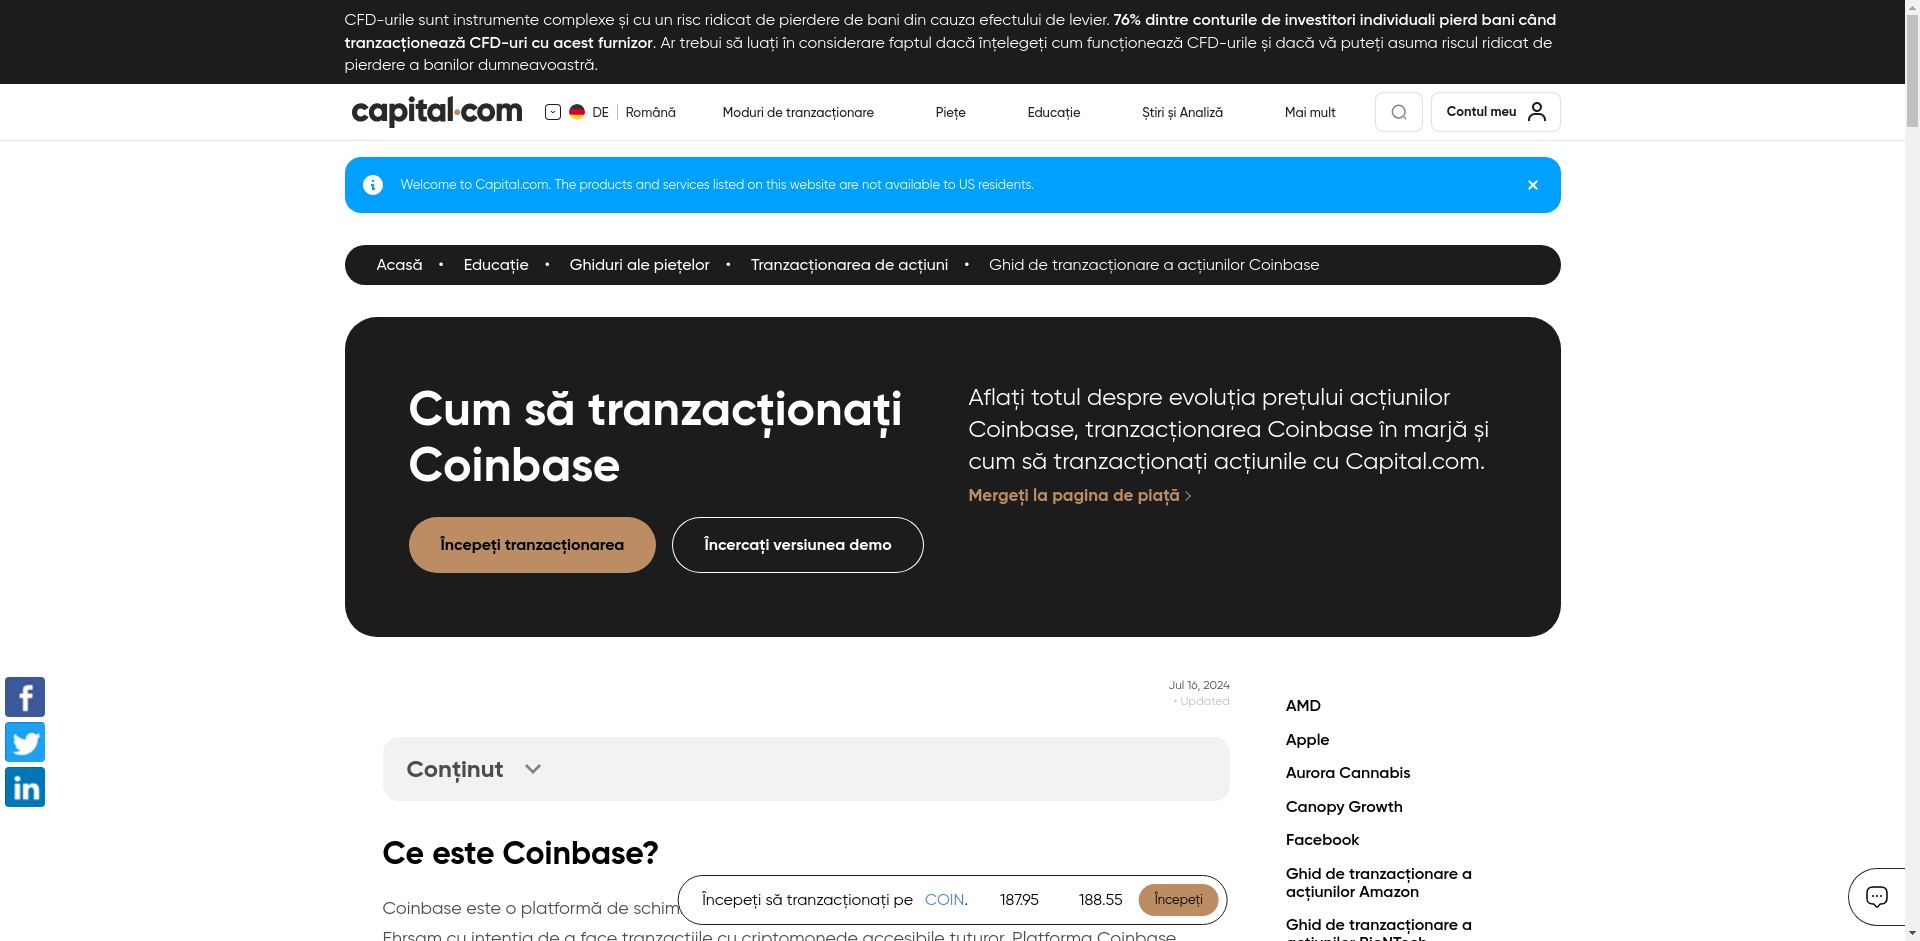 CFD-urile sunt instrumente complexe și cu un risc ridicat de pierdere de bani din cauza efectului de levier. 76% dintre conturile de investitori individuali pierd bani când
tranzacționează CFD-uri cu acest furnizor. Ar trebui să luați în considerare faptul dacă înțelegeți cum funcționează CFD-urile și dacă vă puteți asuma riscul ridicat de
pierdere a banilor dumneavoastră.
capital.com DE Română Moduri de tranzacționare Piețe Educație Știri și Analiză Mai mult Contul meu
Welcome to Capital.com. The products and services listed on this website are not available to US residents.
Acasă • Educație • Ghiduri ale piețelor • Tranzacționarea de acțiuni • Ghid de tranzacționare a acțiunilor Coinbase
Cum să tranzacționați
Coinbase
Începeți tranzacționarea
Încercați versiunea demo
Aflați totul despre evoluția prețului acțiunilor
Coinbase, tranzacționarea Coinbase în marjă și
cum să tranzacționați acțiunile cu Capital.com.
Mergeți la pagina de piață
Jul 16, 2024
• Updated
Conținut
Ce este Coinbase?
Coinbase este o platformă de schim
Ehrsam cu intenția de a face tranzacțiile cu criptomonede accesibile tuturor. Platforma Coinbase
Începeți să tranzacționați pe COIN. 187.95 188.55 Începeți
AMD
Apple
Aurora Cannabis
Canopy Growth
Facebook
Ghid de tranzacționare a
acțiunilor Amazon
Ghid de tranzacționare a
acțiunilor BioNTech